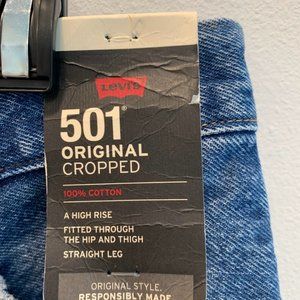 Levi's
501®
ORIGINAL
CROPPED
100% COTTON
A HIGH RISE
FITTED THROUGH
THE HIP AND THIGH
STRAIGHT LEG
ORIGINAL STYLE.
RESPONSIBLY MADE